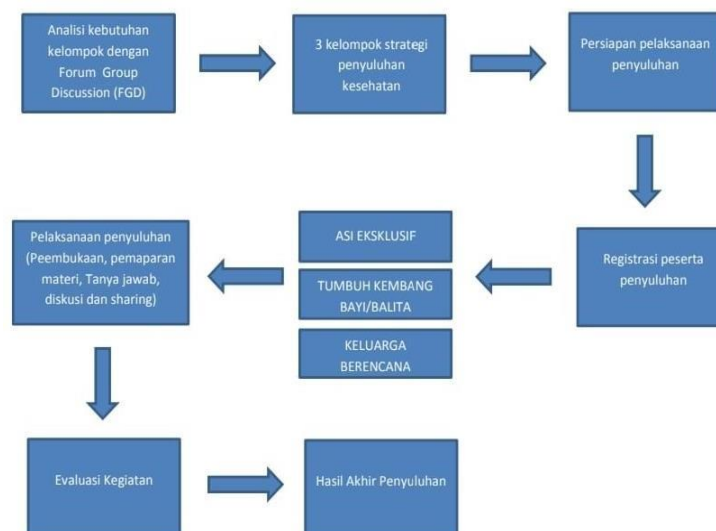 Analisi kebutuhan
kelompok dengan
Forum Group
Discussion (FGD)
3 kelompok strategi
penyuluhan
kesehatan
Persiapan pelaksanaan
penyuluhan
Registrasi peserta
penyuluhan
ASI EKSKLUSIF
TUMBUH KEMBANG
BAYI/BALITA
KELUARGA
BERENCANA
Pelaksanaan penyuluhan
(Peembukaan, pemaparan
materi, Tanya jawab,
diskusi dan sharing)
Evaluasi Kegiatan
Hasil Akhir Penyuluhan